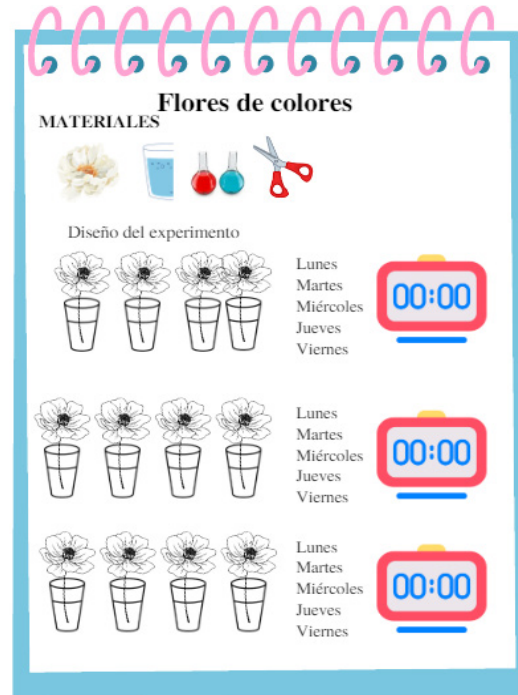 Flores de colores
MATERIALES
Diseño del experimento
Lunes
Martes
Miércoles
Jueves
Viernes
00:00
Lunes
Martes
Miércoles
Jueves
Viernes
00:00
Lunes
Martes
Miércoles
Jueves
Viernes
00:00